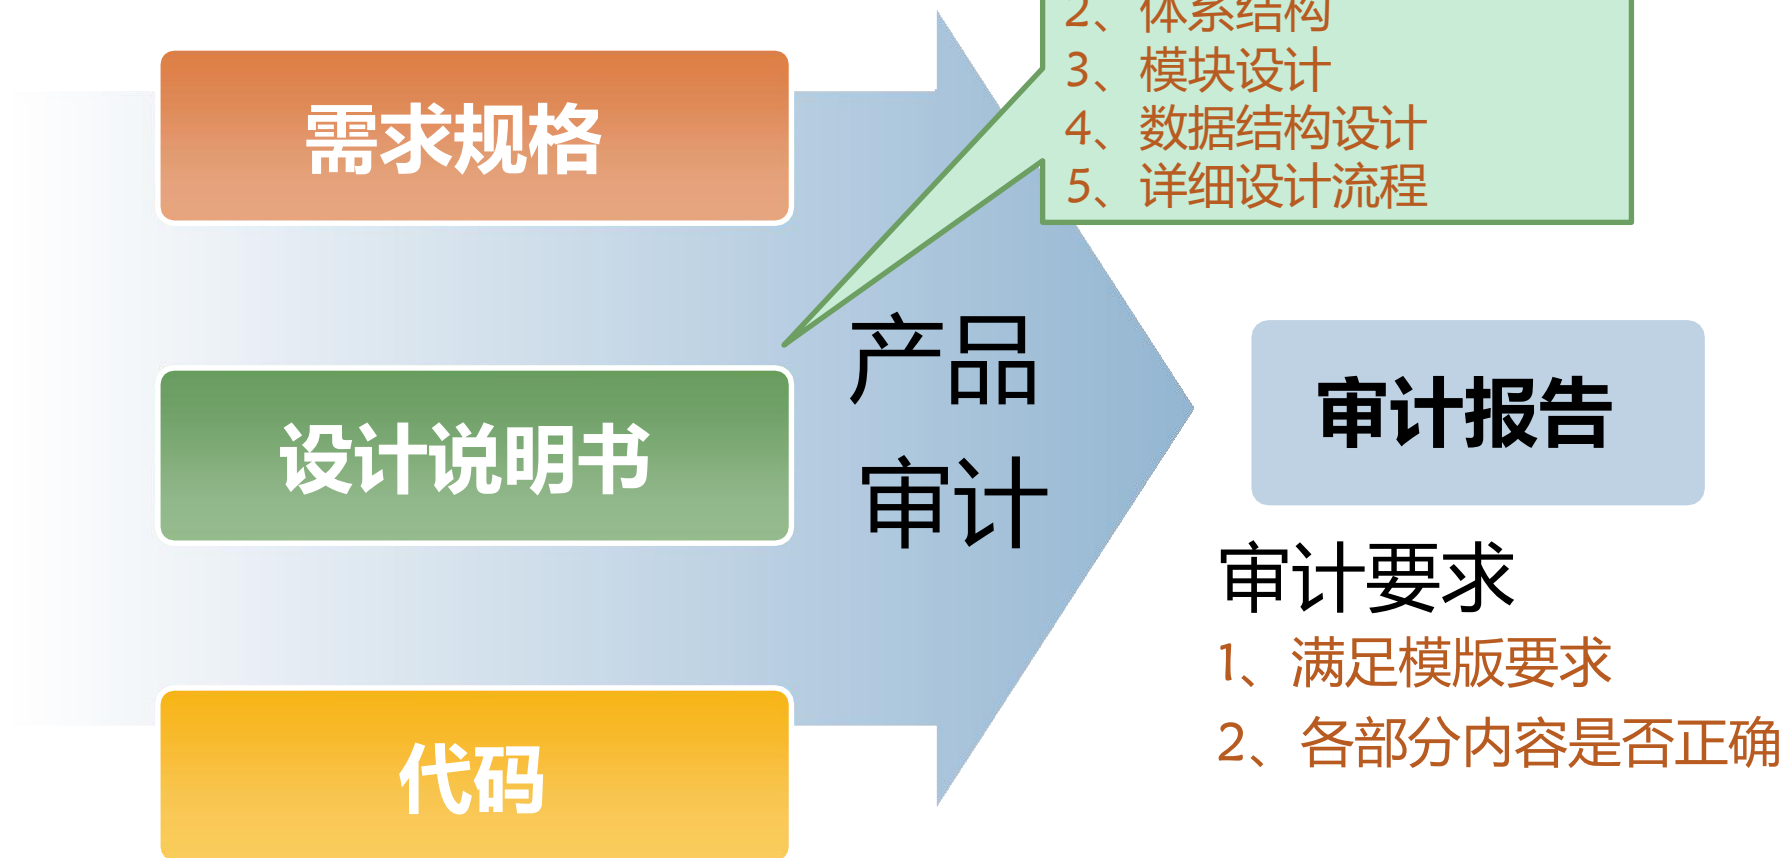 2、体系结构
3、模块设计
4、数据结构设计
5、详细设计流程
需求规格
设计说明书
代码
产品
审计
审计报告
审计要求
1、满足模版要求
2、各部分内容是否正确